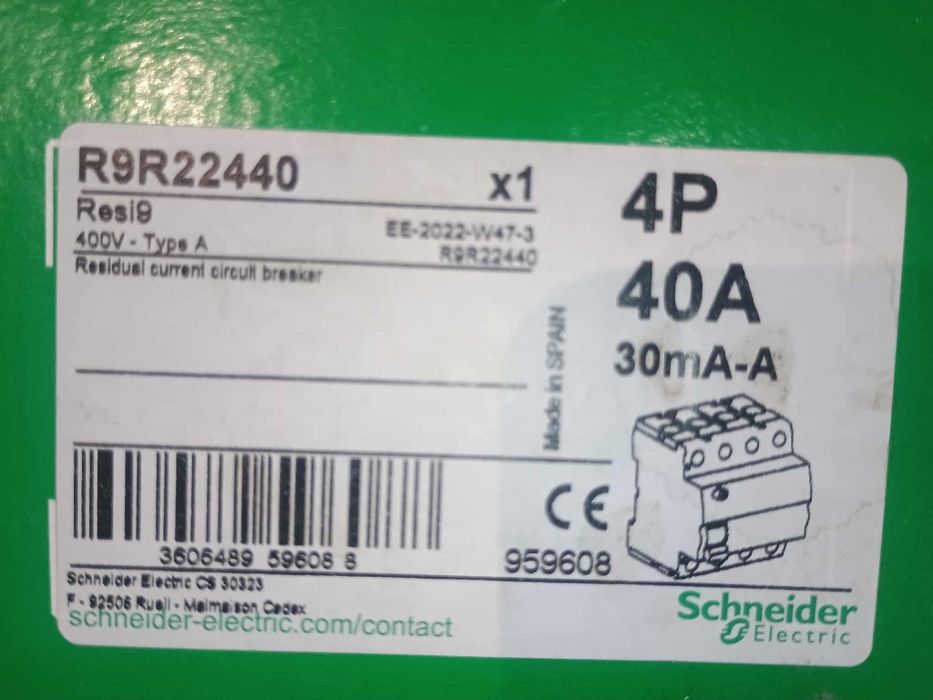 R9R22440
x1
Resi9
400V - Type A
EE-2022-W47-3
R9R22440
Residual current circuit breaker
4P
40A
30mA-A
Made in SPAIN
CE
3606489 59608 8
959608
Schneider Electric CS 30323
F - 92506 Rueil - Malmaison Cedex
schneider-electric.com/contact
Schneider
Electric